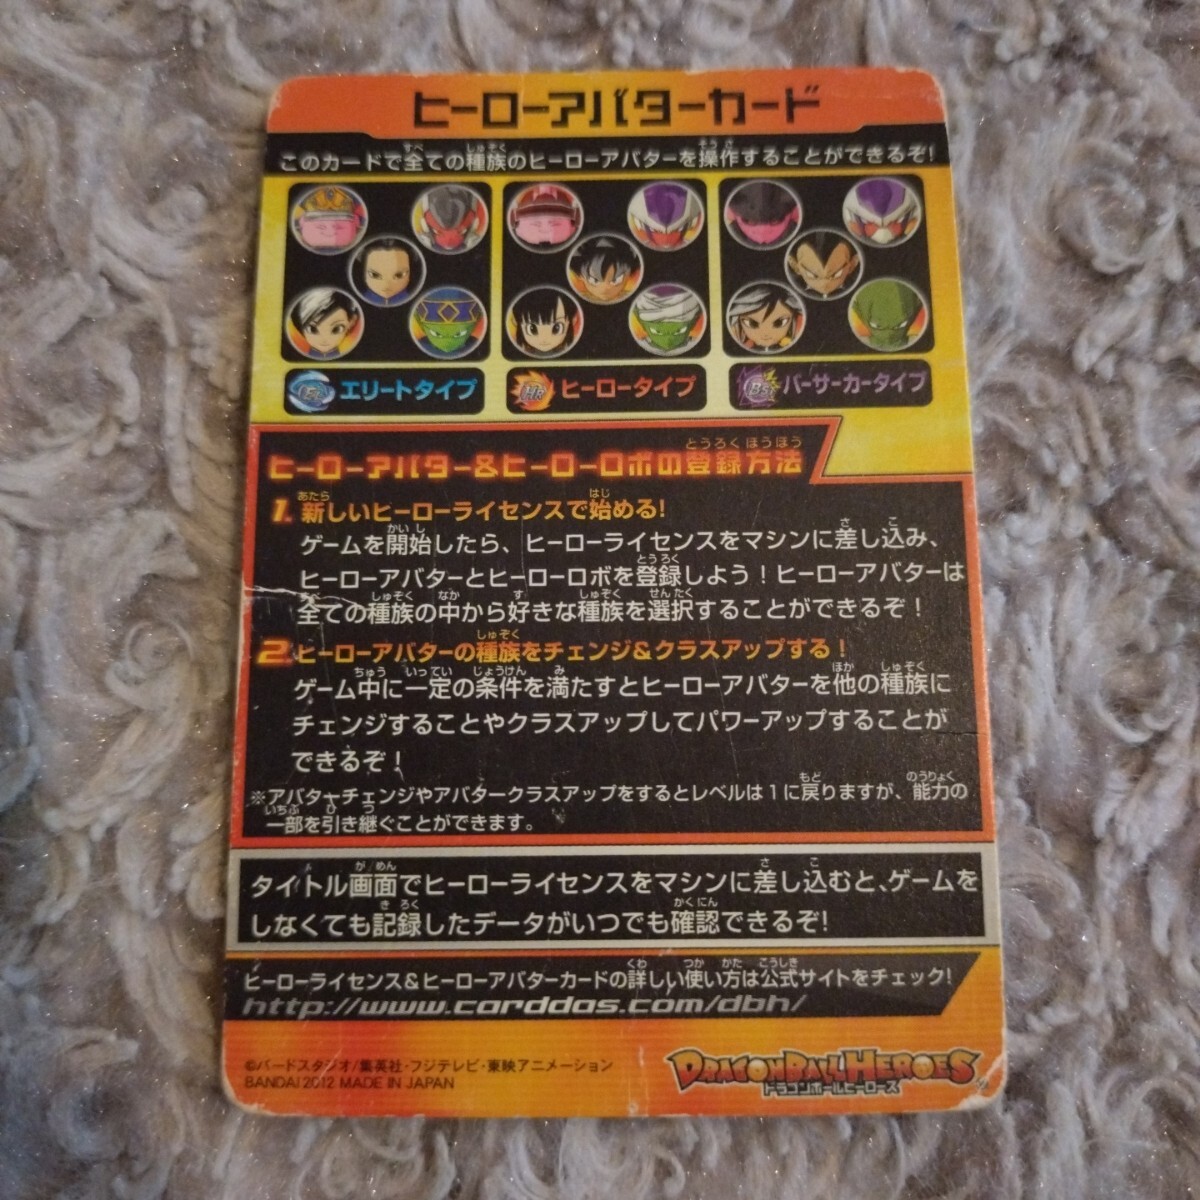 ヒーローアバターカード
このカードで全ての種族のヒーローアバターを操作することができるぞ!
EL エリートタイプ
HR ヒーロータイプ
BSK バーサーカータイプ
ヒーローアバター&ヒーローロボの登録方法
1. 新しいヒーローライセンスで始める!
ゲームを開始したら、ヒーローライセンスをマシンに差し込み、
ヒーローアバターとヒーローロボを登録しよう!ヒーローアバターは
全ての種族の中から好きな種族を選択することができるぞ!
2. ヒーローアバターの種族をチェンジ&クラスアップする!
ゲーム中に一定の条件を満たすとヒーローアバターを他の種族に
チェンジすることやクラスアップしてパワーアップすることが
できるぞ!
※アバターチェンジやアバタークラスアップをするとレベルは1に戻りますが、能力の
一部を引き継ぐことができます。
タイトル画面でヒーローライセンスをマシンに差し込むと、ゲームを
しなくても記録したデータがいつでも確認できるぞ!
ヒーローライセンス&ヒーローアバターカードの詳しい使い方は公式サイトをチェック!
http://www.carddas.com/dbh/
©バードスタジオ/集英社・フジテレビ・東映アニメーション
BANDAI 2012 MADE IN JAPAN
DRAGONBALL HEROES
ドラゴンボールヒーローズ